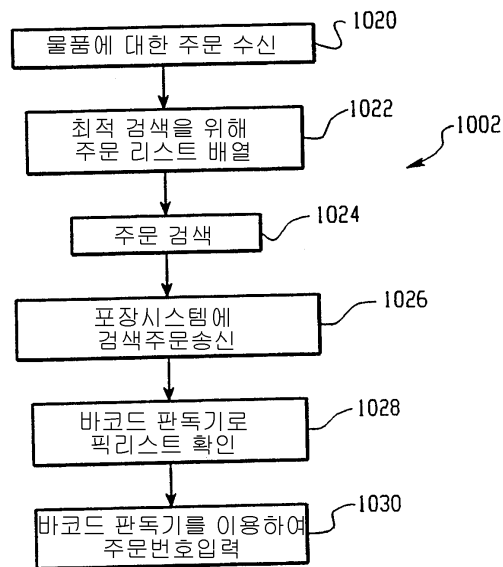 물품에 대한 주문 수신
1020
최적 검색을 위해
주문 리스트 배열
1022
1002
주문 검색
1024
포장시스템에
검색주문송신
1026
바코드 판독기로
픽리스트 확인
1028
바코드 판독기를 이용하여
주문번호입력
1030